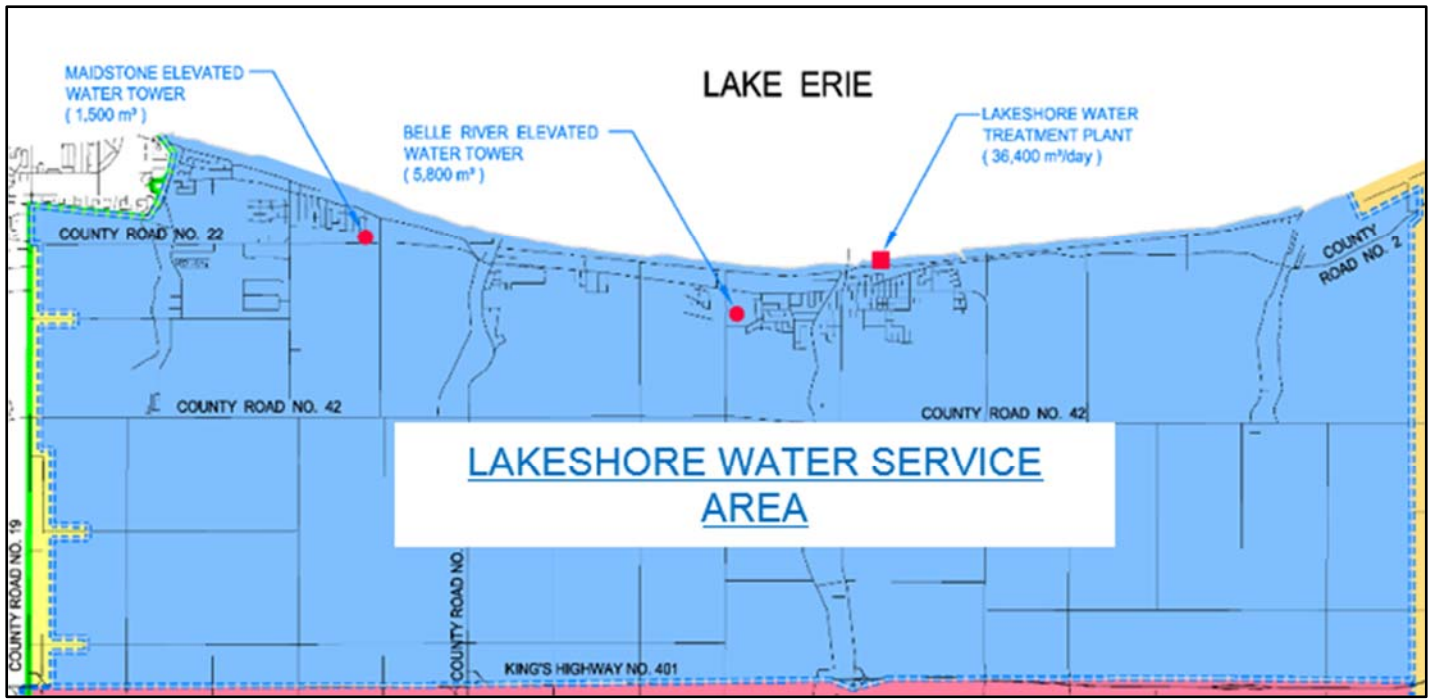 MAIDSTONE ELEVATED
WATER TOWER
( 1,500 m³ )
LAKE ERIE
BELLE RIVER ELEVATED
WATER TOWER
( 5,800 m³ )
LAKESHORE WATER
TREATMENT PLANT
( 36,400 m³/day )
COUNTY ROAD NO. 22
COUNTY
ROAD NO. 2
COUNTY ROAD NO. 42
COUNTY ROAD NO. 42
LAKESHORE WATER SERVICE
AREA
COUNTY ROAD NO. 19
COUNTY ROAD NO.
KING'S HIGHWAY NO. 401